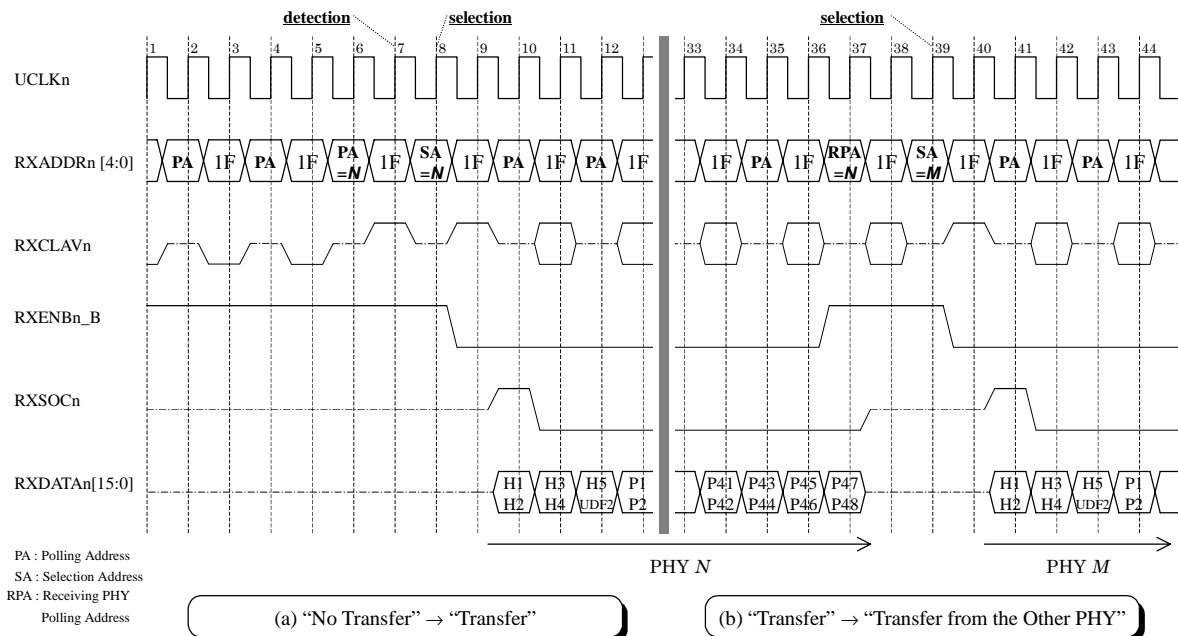 detection selection selection
1 2 3 4 5 6 7 8 9 10 11 12 33 34 35 36 37 38 39 40 41 42 43 44
UCLKn
RXADDRn [4:0]
PA 1F PA 1F PA =N 1F SA =N 1F PA 1F PA 1F 1F PA 1F RPA =N 1F SA =M 1F PA 1F PA 1F
RXCLAVn
RXENBn_B
RXSOCn
RXDATAn[15:0]
H1 H3 H5 P1 P41 P43 P45 P47 H1 H3 H5 P1
H2 H4 UDF2 P2 P42 P44 P46 P48 H2 H4 UDF2 P2
PHY N PHY M
PA : Polling Address
SA : Selection Address
RPA : Receiving PHY
Polling Address
(a) “No Transfer” → “Transfer”
(b) “Transfer” → “Transfer from the Other PHY”